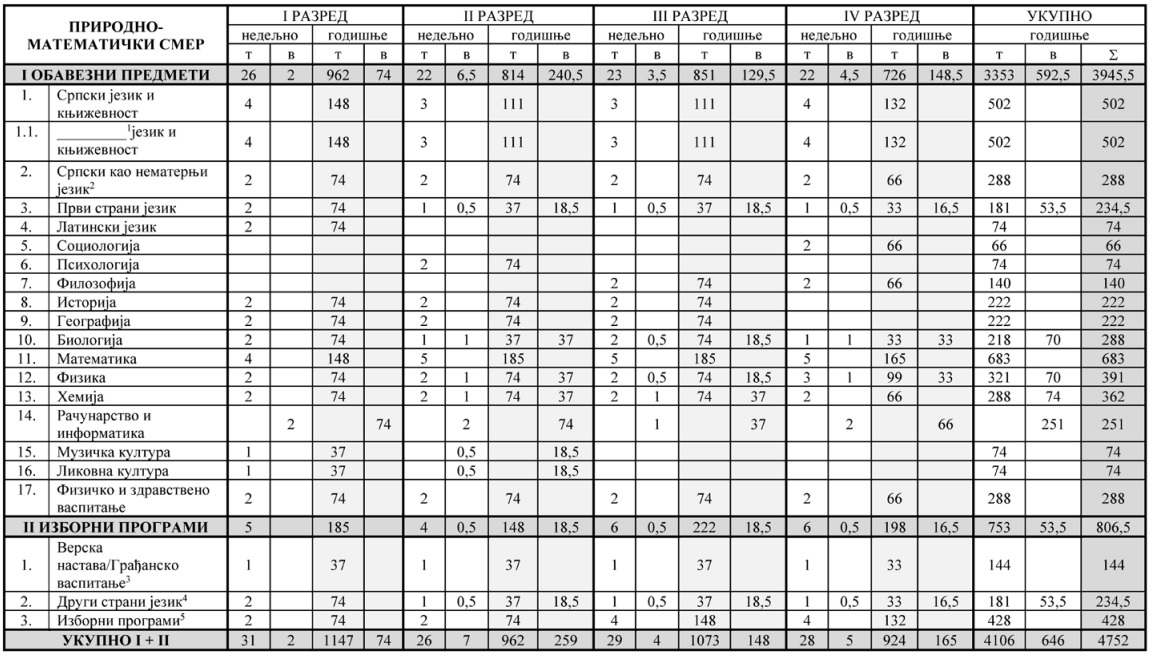 ПРИРОДНО-
МАТЕМАТИЧКИ СМЕР
I РАЗРЕД II РАЗРЕД III РАЗРЕД IV РАЗРЕД УКУПНО
недељно годишње недељно годишње недељно годишње недељно годишње годишње
т в т в т в т в т в т в т в т в т в Σ
I ОБАВЕЗНИ ПРЕДМЕТИ 26 2 962 74 22 6,5 814 240,5 23 3,5 851 129,5 22 4,5 726 148,5 3353 592,5 3945,5
1. Српски језик и
књижевност 4 148 3 111 3 111 4 132 502 502
1.1. __________¹језик и
књижевност 4 148 3 111 3 111 4 132 502 502
2. Српски као нематерњи
језик² 2 74 2 74 2 74 2 66 288 288
3. Први страни језик 2 74 1 0,5 37 18,5 1 0,5 37 18,5 1 0,5 33 16,5 181 53,5 234,5
4. Латински језик 2 74 74 74
5. Социологија 2 66 66 66
6. Психологија 2 74 74 74
7. Филозофија 2 74 2 66 140 140
8. Историја 2 74 2 74 2 74 222 222
9. Географија 2 74 2 74 2 74 222 222
10. Биологија 2 74 1 1 37 37 2 0,5 74 18,5 1 1 33 33 218 70 288
11. Математика 4 148 5 185 5 185 5 165 683 683
12. Физика 2 74 2 1 74 37 2 0,5 74 18,5 3 1 99 33 321 70 391
13. Хемија 2 74 2 1 74 37 2 1 74 37 2 66 288 74 362
14. Рачунарство и
информатика 2 74 2 74 1 37 2 66 251 251
15. Музичка култура 1 37 0,5 18,5 74 74
16. Ликовна култура 1 37 0,5 18,5 74 74
17. Физичко и здравствено
васпитање 2 74 2 74 2 74 2 66 288 288
II ИЗБОРНИ ПРОГРАМИ 5 185 4 0,5 148 18,5 6 0,5 222 18,5 6 0,5 198 16,5 753 53,5 806,5
1. Верска
настава/Грађанско
васпитање³ 1 37 1 37 1 37 1 33 144 144
2. Други страни језик⁴ 2 74 1 0,5 37 18,5 1 0,5 37 18,5 1 0,5 33 16,5 181 53,5 234,5
3. Изборни програми⁵ 2 74 2 74 4 148 4 132 428 428
УКУПНО I + II 31 2 1147 74 26 7 962 259 29 4 1073 148 28 5 924 165 4106 646 4752